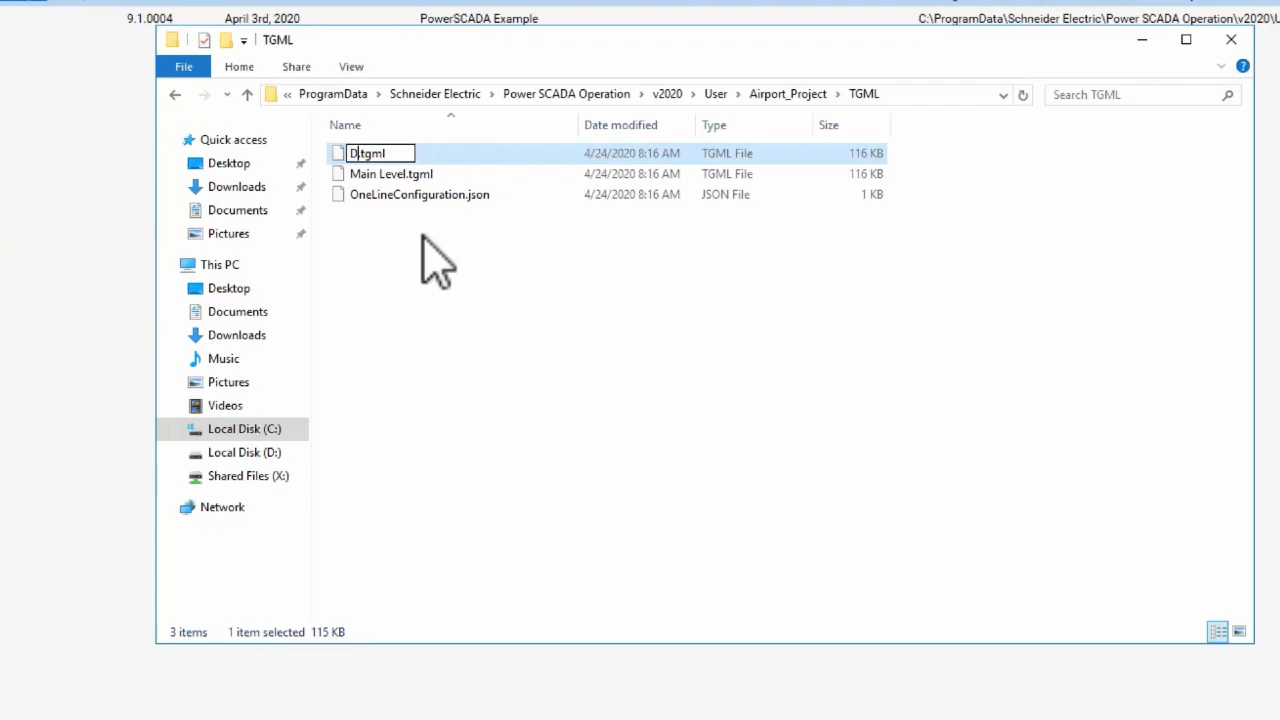 9.1.0004 April 3rd, 2020 PowerSCADA Example C:\ProgramData\Schneider Electric\Power SCADA Operation\v2020\U
TGML
File Home Share View
« ProgramData > Schneider Electric > Power SCADA Operation > v2020 > User > Airport_Project > TGML Search TGML
Name Date modified Type Size
Quick access
Desktop
Downloads
Documents
Pictures
This PC
Desktop
Documents
Downloads
Music
Pictures
Videos
Local Disk (C:)
Local Disk (D:)
Shared Files (X:)
Network
D.tgml 4/24/2020 8:16 AM TGML File 116 KB
Main Level.tgml 4/24/2020 8:16 AM TGML File 116 KB
OneLineConfiguration.json 4/24/2020 8:16 AM JSON File 1 KB
3 items 1 item selected 115 KB